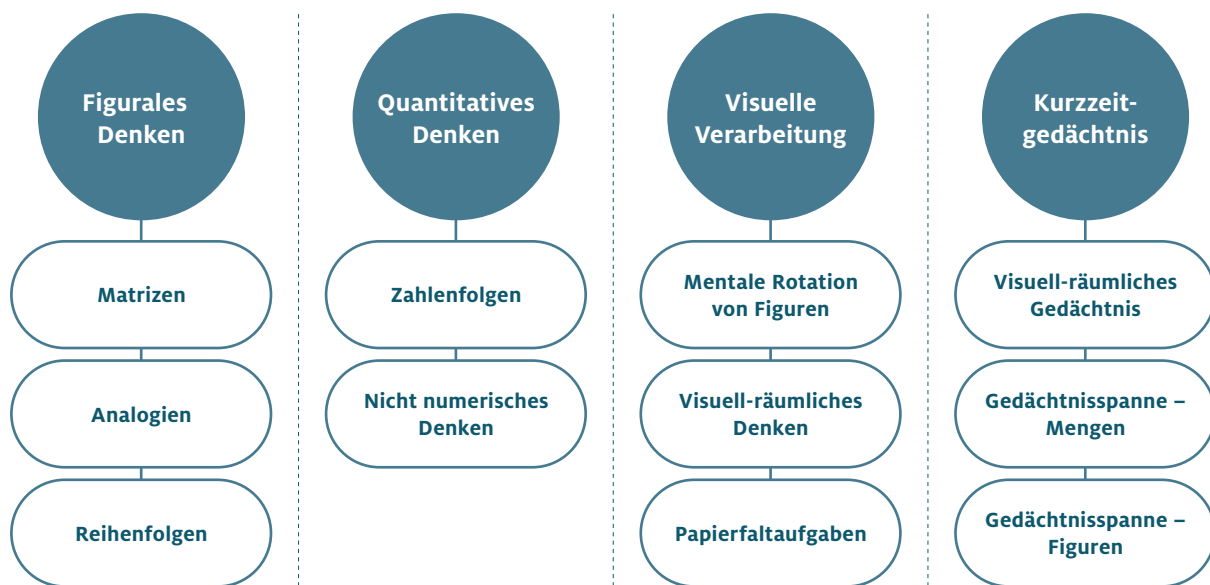 Figurales
Denken
Matrizen
Analogien
Reihenfolgen
Quantitatives
Denken
Zahlenfolgen
Nicht numerisches
Denken
Visuelle
Verarbeitung
Mentale Rotation
von Figuren
Visuell-räumliches
Denken
Papierfaltaufgaben
Kurzzeit-
gedächtnis
Visuell-räumliches
Gedächtnis
Gedächtnisspanne –
Mengen
Gedächtnisspanne –
Figuren